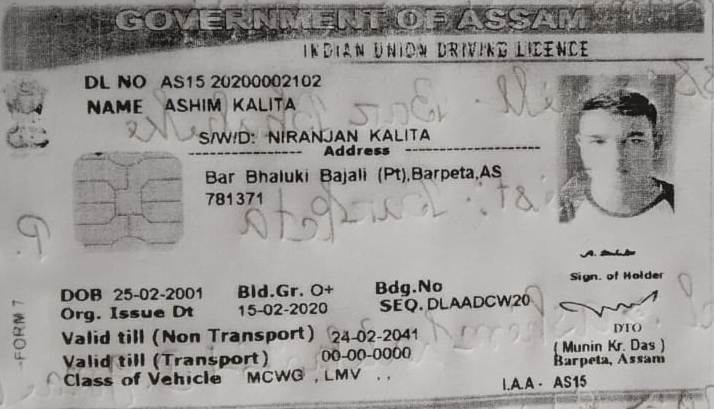 GOVERNMENT OF ASSAM
INDIAN UNION DRIVING LICENCE
DL NO AS15 20200002102
NAME ASHIM KALITA
S/W/D: NIRANJAN KALITA
Address
Bar Bhaluki Bajali (Pt),Barpeta,AS
781371
Sign. of Holder
DOB 25-02-2001 Bld.Gr. O+ Bdg.No
Org. Issue Dt 15-02-2020 SEQ. DLAADCW20
Valid till (Non Transport) 24-02-2041
Valid till (Transport) 00-00-0000
Class of Vehicle MCWG , LMV . .
DTO
( Munin Kr. Das )
Barpeta, Assam
I.A.A - AS15
-FORM 7